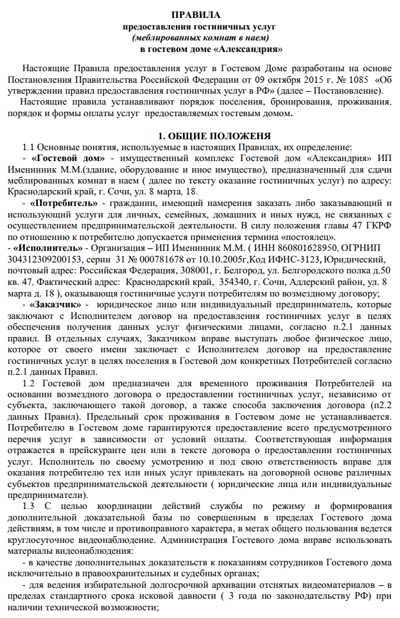 ПРАВИЛА
предоставления гостиничных услуг
(меблированных комнат в наем)
в гостевом доме «Александрия»
Настоящие Правила предоставления услуг в Гостевом Доме разработаны на основе
Постановления Правительства Российской Федерации от 09 октября 2015 г. № 1085 «Об
утверждении правил предоставления гостиничных услуг в РФ» (далее – Постановление).
Настоящие правила устанавливают порядок поселения, бронирования, проживания,
порядок и формы оплаты услуг предоставляемых гостевым домом.
1. ОБЩИЕ ПОЛОЖЕНЯ
1.1 Основные понятия, используемые в настоящих Правилах, их определение:
- «Гостевой дом» - имущественный комплекс Гостевой дом «Александрия» ИП
Именинник М.М.(здание, оборудование и иное имущество), предназначенный для сдачи
меблированных комнат в наем ( далее по тексту оказание гостиничных услуг) по адресу:
Краснодарский край, г. Сочи, ул. 8 марта, 18.
- «Потребитель» - гражданин, имеющий намерения заказать либо заказывающий и
использующий услуги для личных, семейных, домашних и иных нужд, не связанных с
осуществлением предпринимательской деятельности. В силу положения главы 47 ГКРФ
по отношению к потребителю допускается применения термина «постоялец».
- «Исполнитель» - Организация – ИП Именинник М.М. ( ИНН 860801628950, ОГРНИП
304312309200153, серии 31 № 000781678 от 10.10.2005г,Код ИФНС-3123, Юридический,
почтовый адрес: Российская Федерация, 308001, г. Белгород, ул. Белгородского полка д.50
кв. 47, Фактический адрес: Краснодарский край, 354340, г. Сочи, Адлерский район, ул. 8
марта д. 18 ), оказывающая гостиничные услуги потребителям по возмездному договору;
- «Заказчик» - юридическое лицо или индивидуальный предприниматель, котор;
заключают с Исполнителем договор на предоставления гостиничных услуг в целях
обеспечения получения данных услуг физическими лицами, согласно п.2.1 данных
правил. В отдельных случаях, Заказчиком вправе выступать любое физическое лицо,
которое от своего имени заключает с Исполнителем договор на предоставление
гостиничных услуг в целях поселения в Гостевой дом конкретных Потребителей согласно
п.2.1 данных Правил.
1.2 Гостевой дом предназначен для временного проживания Потребителей на
основании возмездного договора о предоставлении гостиничных услуг, независимо от
субъекта, заключающего такой договор, а также способа заключения договора (п2.2
данных Правил). Предельный срок проживания в Гостевом доме не устанавливается.
Потребителю в Гостевом доме гарантируются предоставление всего предусмотренного
перечня услуг в зависимости от условий оплаты. Соответствующая информация
отражается в прейскуранте цен или в тексте договора о предоставлении гостиничных
услуг. Исполнитель по своему усмотрению и под свою ответственность вправе для
оказания потребителю тех или иных услуг привлекать на договорной основе различных
субъектов предпринимательской деятельности ( юридические лица или индивидуальные
предприниматели).
1.3 С целью координации действий службы по режиму и формирования
дополнительной доказательной базы по совершенным в пределах Гостевого дома
действиям, в том числе и противоправного характера, в метах общего пользования ведется
круглосуточное видеонаблюдение. Администрация Гостевого дома вправе использовать
материалы видеонаблюдения:
- в качестве дополнительных доказательств к показаниям сотрудников Гостевого дома
исключительно в правоохранительных и судебных органах;
- для ведения избирательной долгосрочной архивации отснятых видеоматериалов – в
пределах стандартного срока исковой давности ( 3 года по законодательству РФ) при
наличии технической возможности;